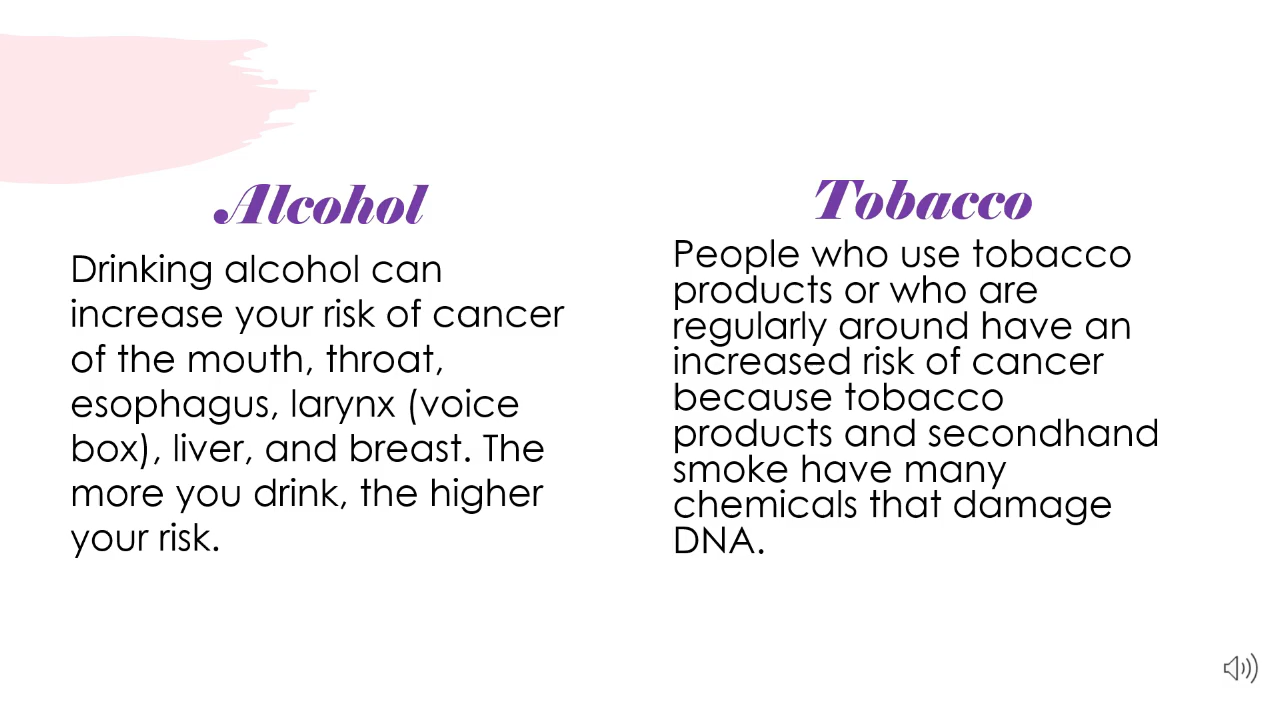 Alcohol
Drinking alcohol can
increase your risk of cancer
of the mouth, throat,
esophagus, larynx (voice
box), liver, and breast. The
more you drink, the higher
your risk.
Tobacco
People who use tobacco
products or who are
regularly around have an
increased risk of cancer
because tobacco
products and secondhand
smoke have many
chemicals that damage
DNA.